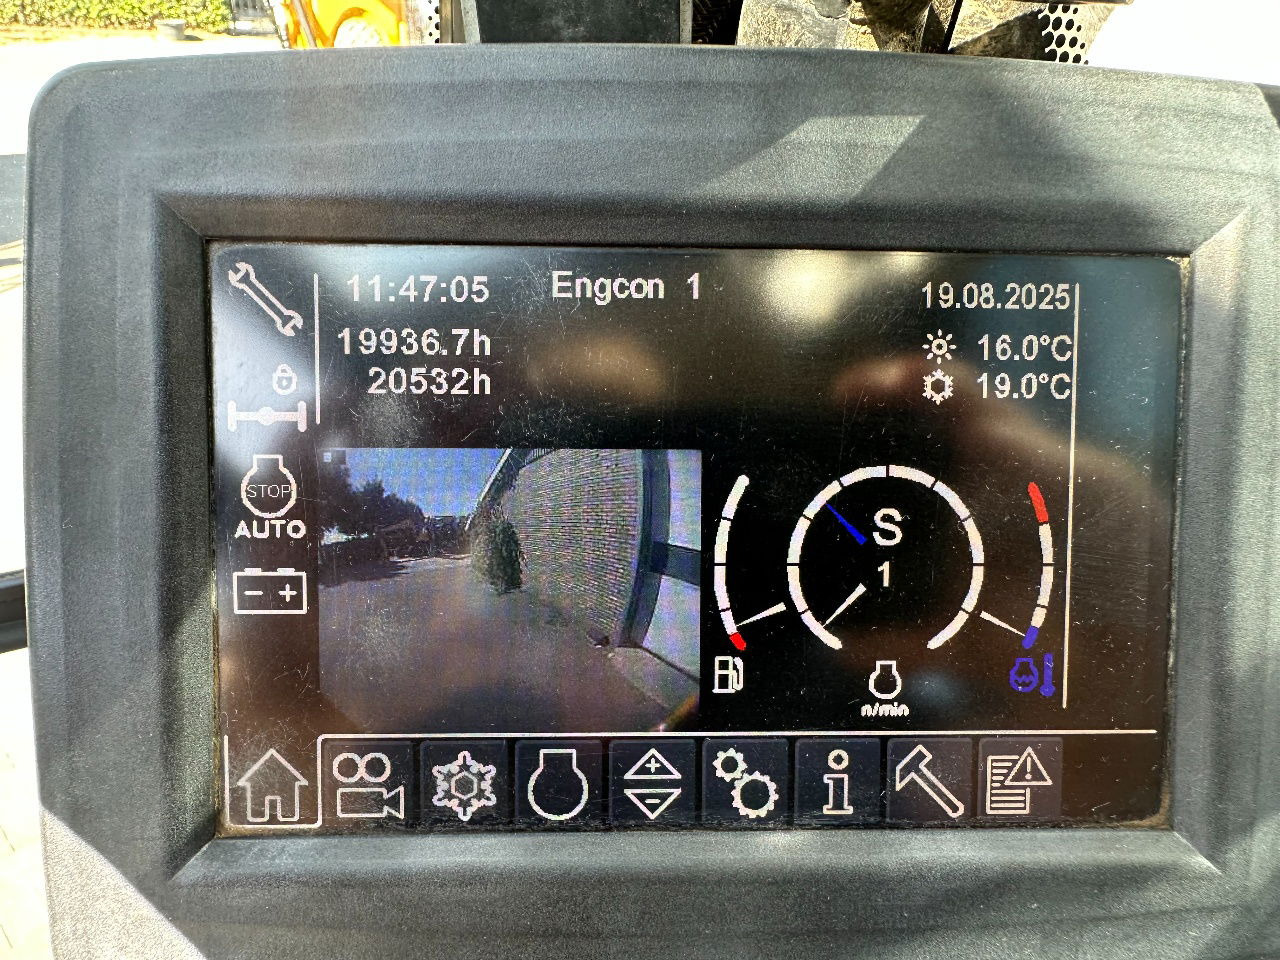 11:47:05 Engcon 1 19.08.2025
19936.7h 16.0°C
20532h 19.0°C
STOP
AUTO
S
1
n/min